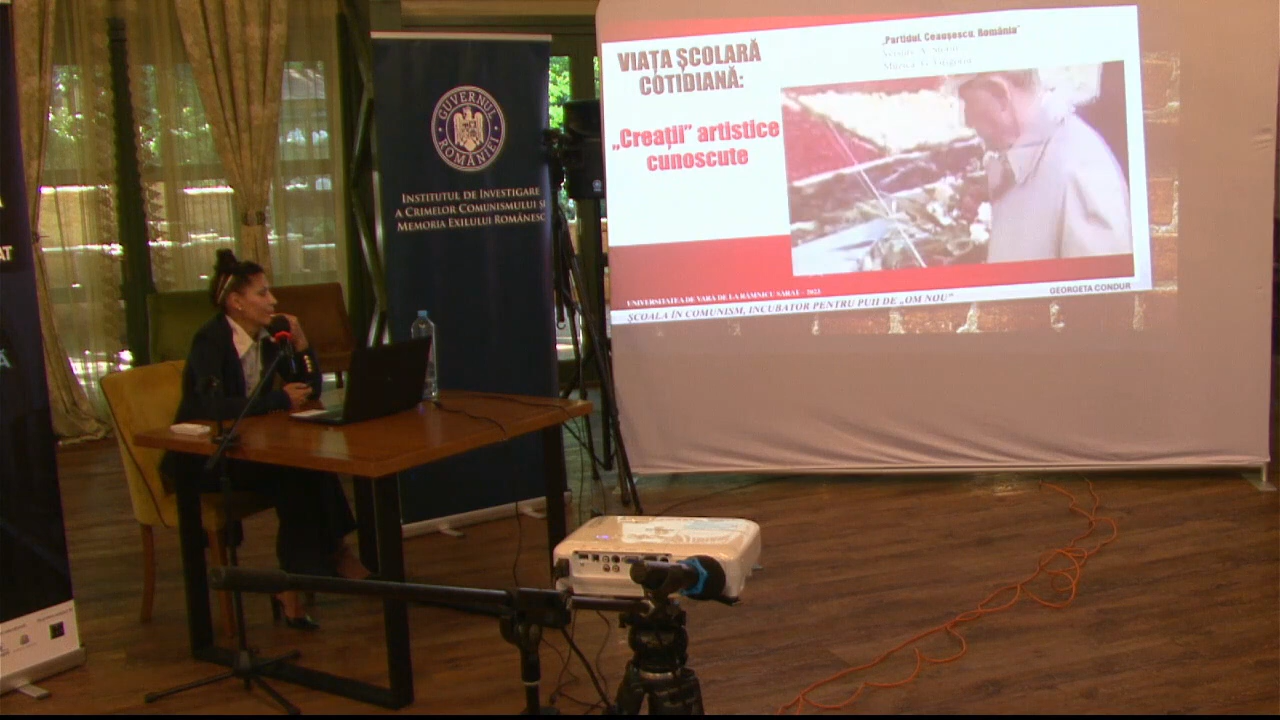 GUVERNUL
ROMÂNIEI
INSTITUTUL DE INVESTIGARE
A CRIMELOR COMUNISMULUI ȘI
MEMORIA EXILULUI ROMÂNESC
VIAȚA ȘCOLARĂ
COTIDIANĂ:
„Creații” artistice
cunoscute
„Partidul, Ceaușescu, România”
UNIVERSITATEA DE VARĂ DE LA RÂMNICU SĂRAT – 2023
GEORGETA CONDUR
ȘCOALA ÎN COMUNISM, INCUBATOR PENTRU PUII DE „OM NOU”
AT